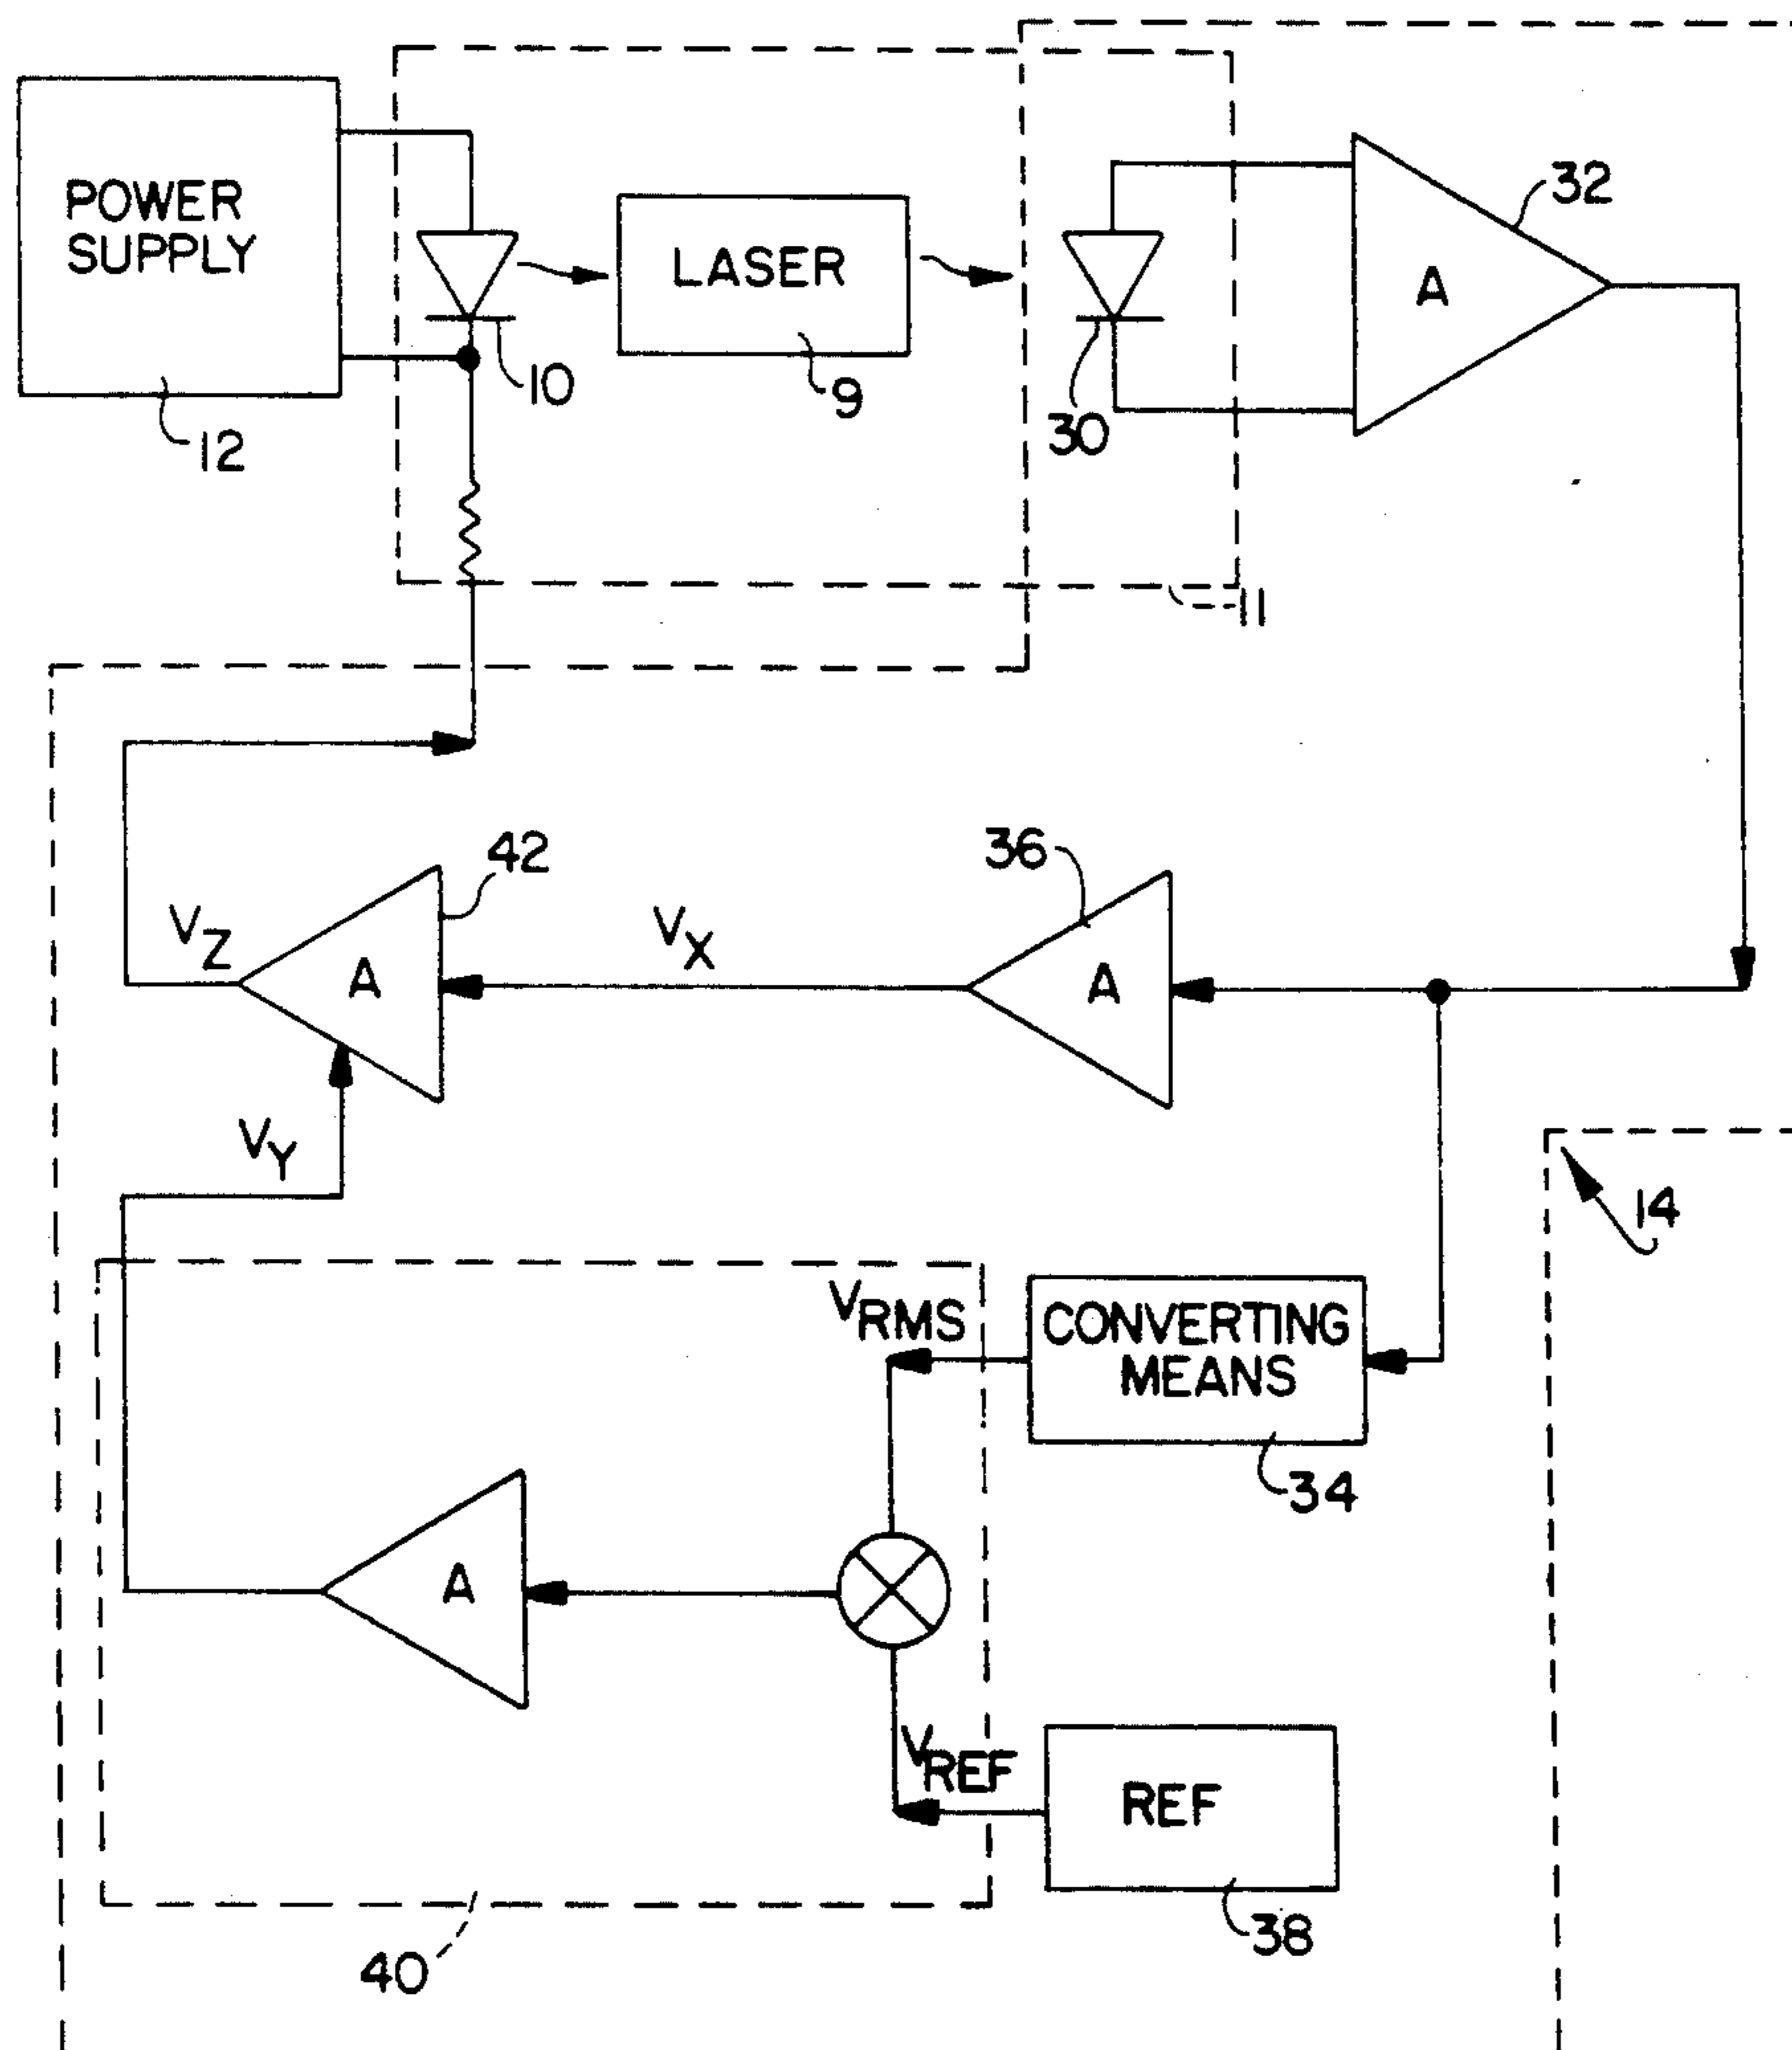 POWER
SUPPLY
12
10
LASER
9
30
A
32
11
42
VZ
A
VX
36
A
VY
14
VRMS
CONVERTING
MEANS
34
A
VREF
REF
38
40